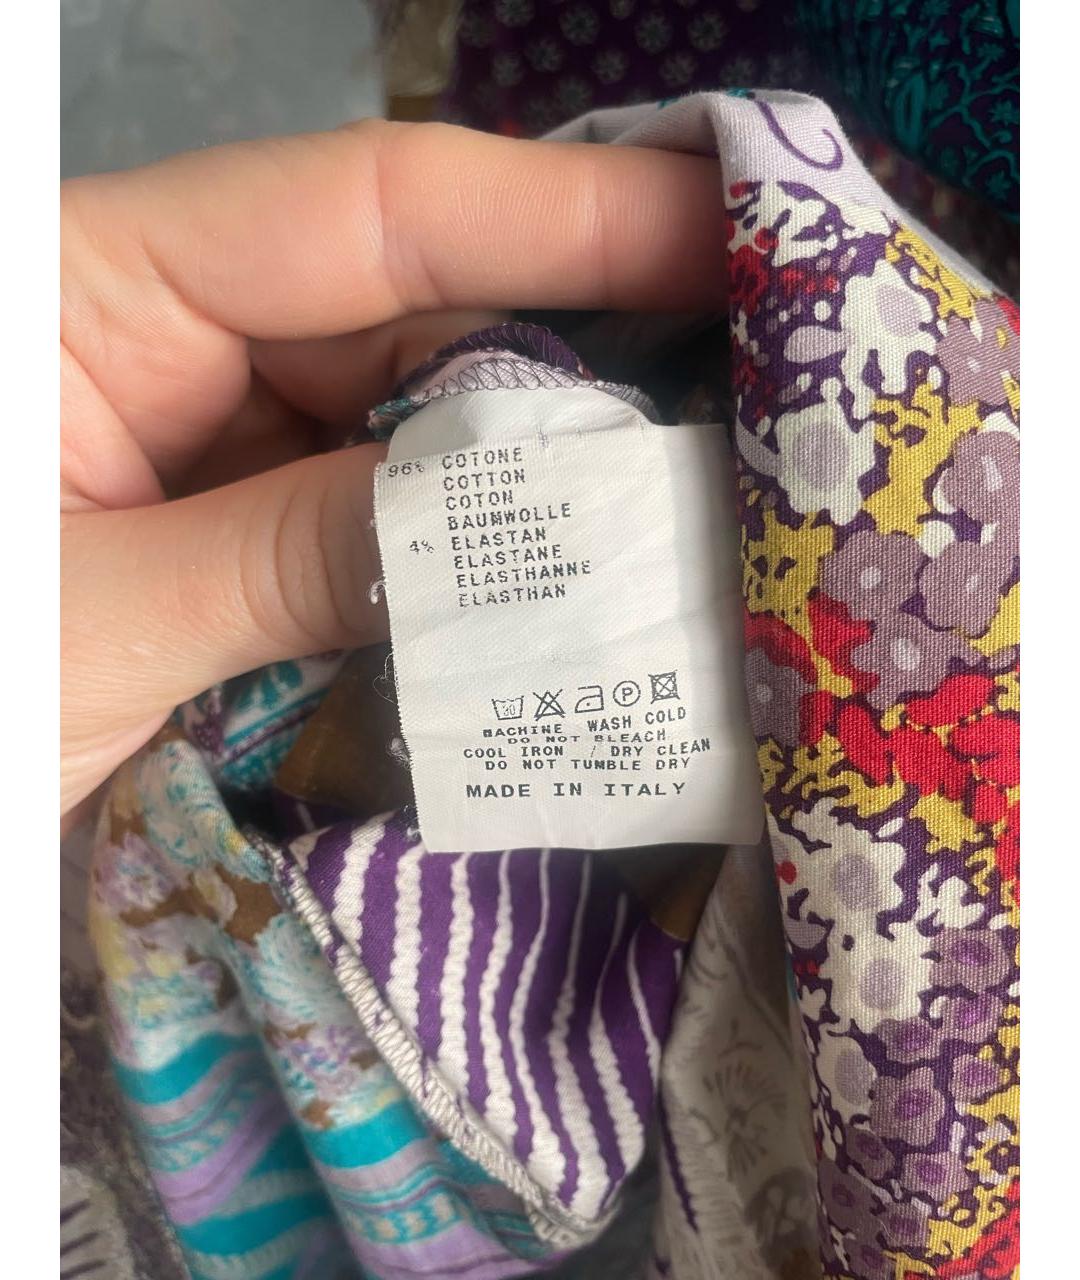 96% COTONE
COTTON
COTON
BAUMWOLLE
4% ELASTAN
ELASTANE
ELASTHANNE
ELASTHAN
30 P
MACHINE WASH COLD
DO NOT BLEACH
COOL IRON / DRY CLEAN
DO NOT TUMBLE DRY
MADE IN ITALY